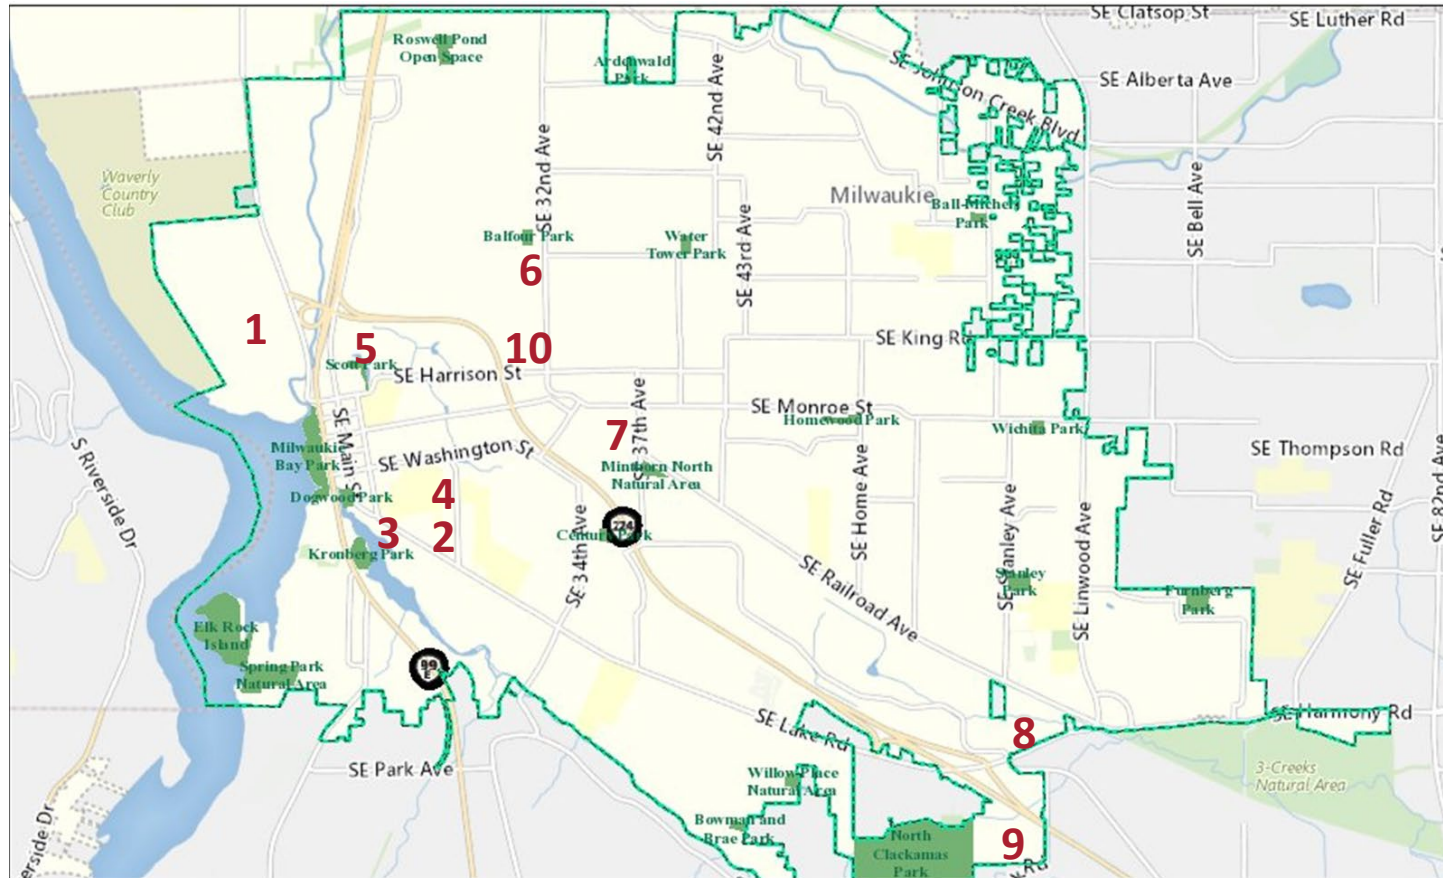 SE Clatsop St
SE Luther Rd
Roswell Pond
Open Space
Ardenwald
Park
SE Alberta Ave
SE Johnson Creek Blvd
SE 42nd Ave
SE 32nd Ave
Waverly
Country
Club
Milwaukie
Ball-Michels
Park
SE Bell Ave
Balfour Park
Water
Tower Park
SE 43rd Ave
6
1
5
10
SE King Rd
Scott Park
SE Harrison St
SE 37th Ave
SE Monroe St
Homewood Park
Wichita Park
7
SE Main St
Milwaukie
Bay Park
SE Washington St
Minthorn North
Natural Area
SE Thompson Rd
S Riverside Dr
SE 82nd Ave
Dogwood Park
4
3
2
Kronberg Park
224
Century Park
SE 34th Ave
SE Home Ave
SE Stanley Ave
SE Linwood Ave
SE Fuller Rd
SE Railroad Ave
Stanley
Park
Furnberg
Park
Elk Rock
Island
Spring Park
Natural Area
99
E
SE Lake Rd
SE Harmony Rd
8
SE Park Ave
Willow Place
Natural Area
3-Creeks
Natural Area
Bowman and
Brae Park
North
Clackamas
Park
9
Rd
erside Dr